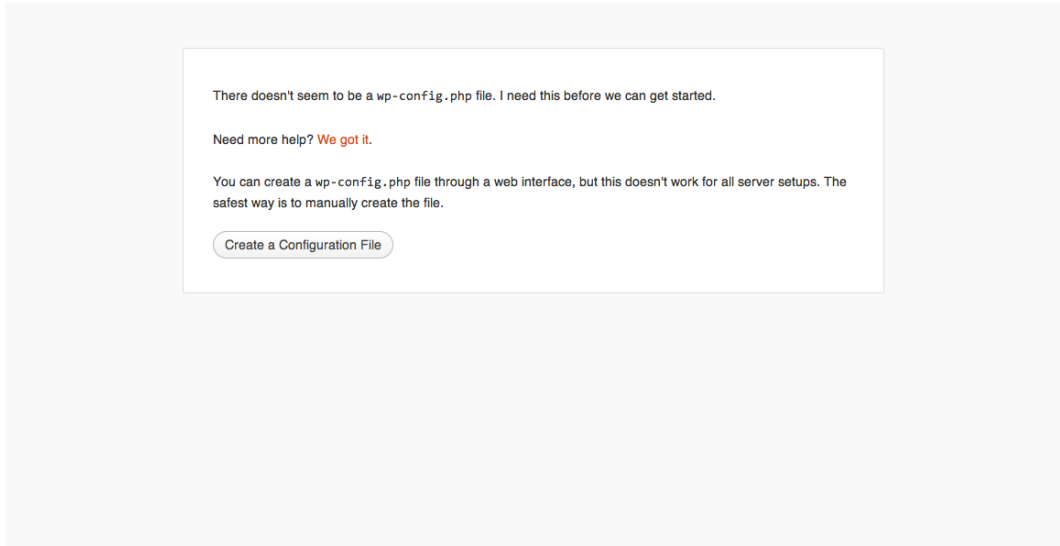 There doesn't seem to be a wp-config.php file. I need this before we can get started.
Need more help? We got it.
You can create a wp-config.php file through a web interface, but this doesn't work for all server setups. The
safest way is to manually create the file.
Create a Configuration File